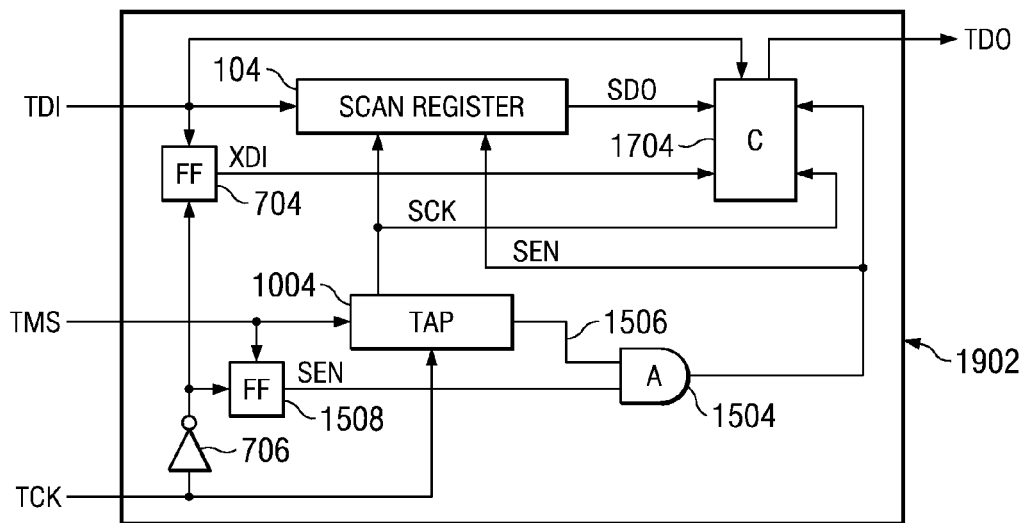 TDO
104
SCAN REGISTER
SDO
TDI
1704
C
FF
XDI
704
SCK
SEN
1004
TMS
TAP
1506
1902
FF
SEN
A
1508
1504
706
TCK